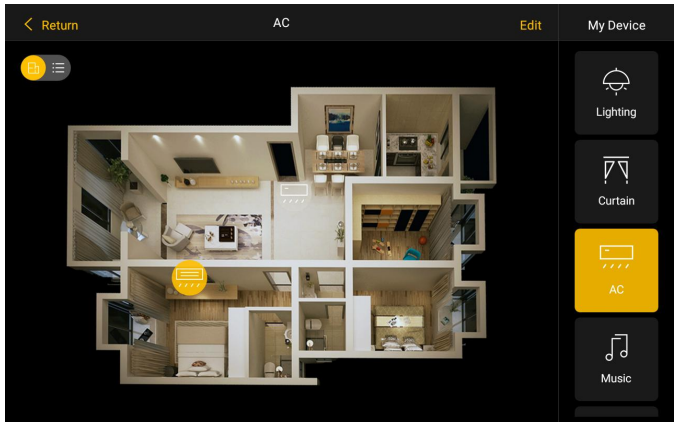 Return
AC
Edit
My Device
Lighting
Curtain
AC
Music